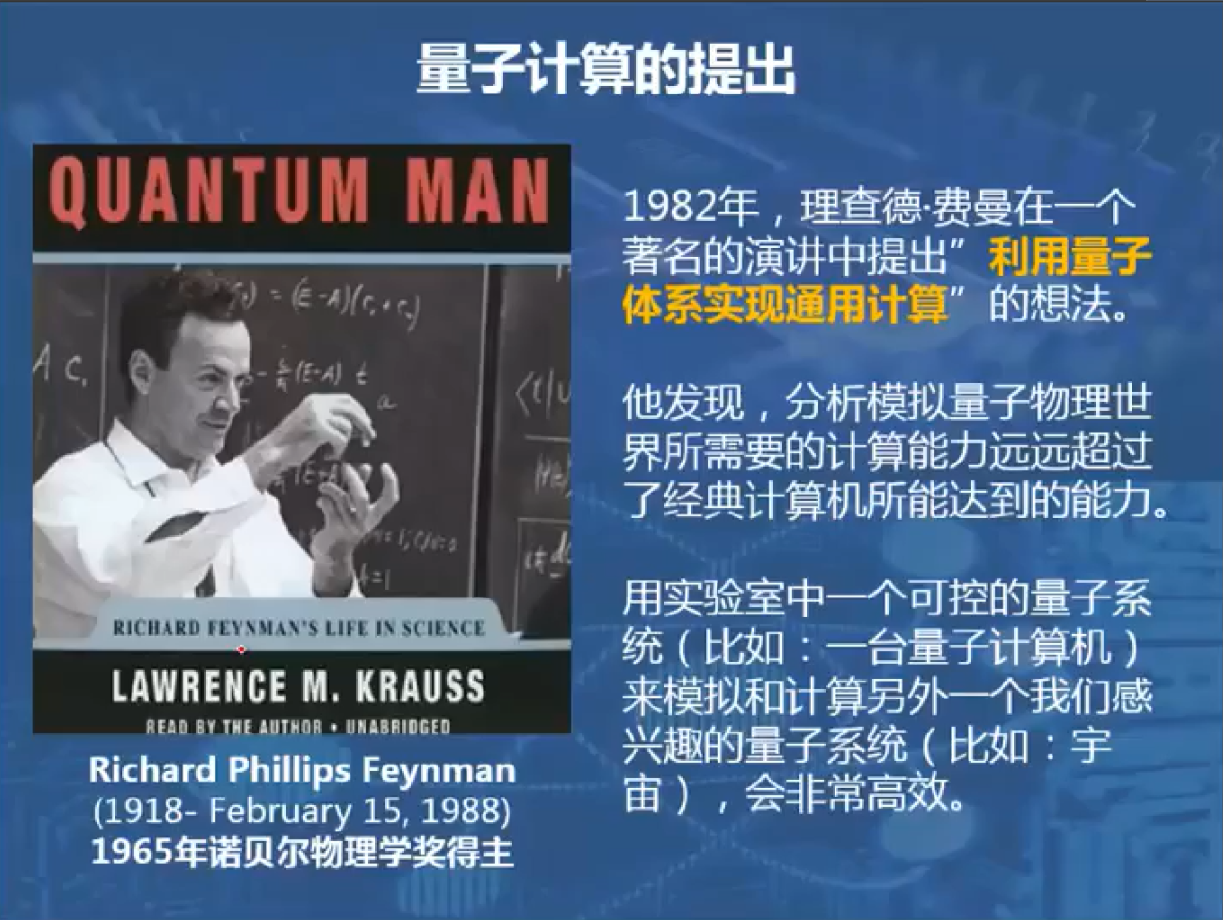 量子计算的提出
QUANTUM MAN
) = (E-A)(c₁+c₂)
A C₁
(E-A) t
a
RICHARD FEYNMAN'S LIFE IN SCIENCE
LAWRENCE M. KRAUSS
READ BY THE AUTHOR • UNABRIDGED
Richard Phillips Feynman
(1918- February 15, 1988)
1965年诺贝尔物理学奖得主
1982年，理查德·费曼在一个
著名的演讲中提出”利用量子
体系实现通用计算”的想法。
他发现，分析模拟量子物理世
界所需要的计算能力远远超过
了经典计算机所能达到的能力。
用实验室中一个可控的量子系
统（比如：一台量子计算机）
来模拟和计算另外一个我们感
兴趣的量子系统（比如：宇
宙），会非常高效。